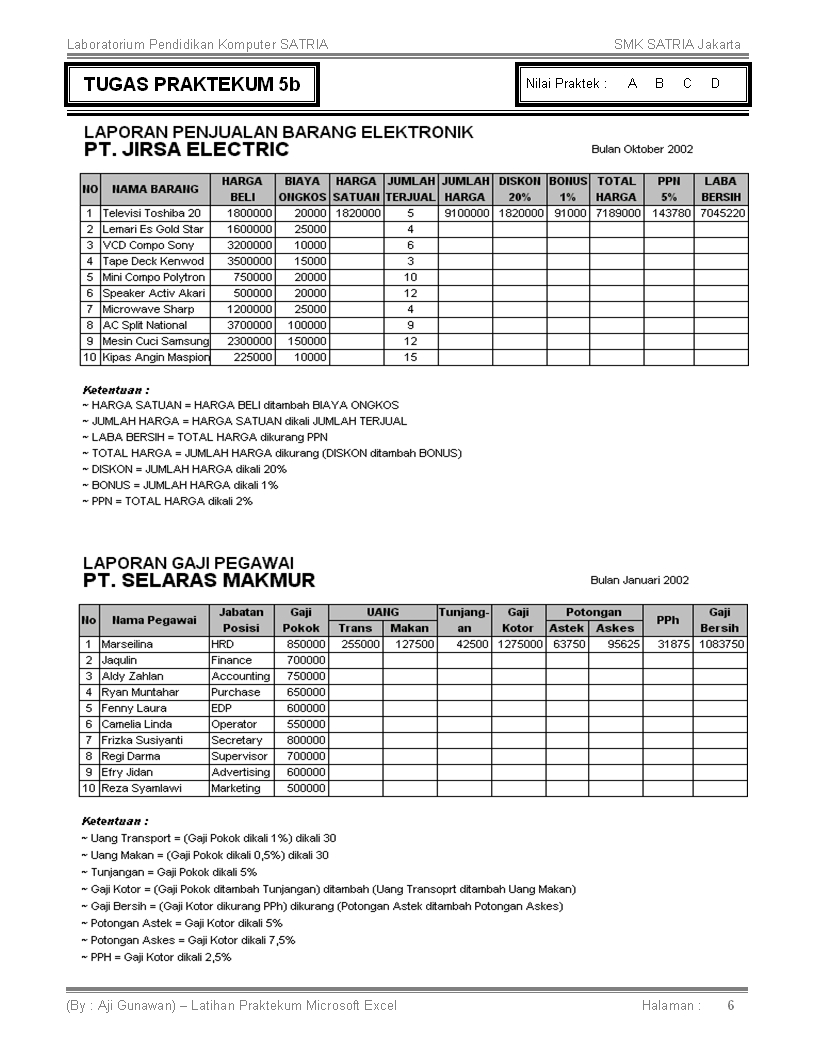 Laboratorium Pendidikan Komputer SATRIA SMK SATRIA Jakarta
TUGAS PRAKTEKUM 5b Nilai Praktek : A B C D
LAPORAN PENJUALAN BARANG ELEKTRONIK
PT. JIRSA ELECTRIC Bulan Oktober 2002
NO NAMA BARANG HARGA BELI BIAYA ONGKOS HARGA SATUAN JUMLAH TERJUAL JUMLAH HARGA DISKON 20% BONUS 1% TOTAL HARGA PPN 5% LABA BERSIH
1 Televisi Toshiba 20 1800000 20000 1820000 5 9100000 1820000 91000 7189000 143780 7045220
2 Lemari Es Gold Star 1600000 25000 4
3 VCD Compo Sony 3200000 10000 6
4 Tape Deck Kenwod 3500000 15000 3
5 Mini Compo Polytron 750000 20000 10
6 Speaker Activ Akari 500000 20000 12
7 Microwave Sharp 1200000 25000 4
8 AC Split National 3700000 100000 9
9 Mesin Cuci Samsung 2300000 150000 12
10 Kipas Angin Maspion 225000 10000 15
Ketentuan :
~ HARGA SATUAN = HARGA BELI ditambah BIAYA ONGKOS
~ JUMLAH HARGA = HARGA SATUAN dikali JUMLAH TERJUAL
~ LABA BERSIH = TOTAL HARGA dikurang PPN
~ TOTAL HARGA = JUMLAH HARGA dikurang (DISKON ditambah BONUS)
~ DISKON = JUMLAH HARGA dikali 20%
~ BONUS = JUMLAH HARGA dikali 1%
~ PPN = TOTAL HARGA dikali 2%
LAPORAN GAJI PEGAWAI
PT. SELARAS MAKMUR Bulan Januari 2002
No Nama Pegawai Jabatan Posisi Gaji Pokok UANG Trans Makan Tunjang-an Gaji Kotor Potongan Astek Askes PPh Gaji Bersih
1 Marseilina HRD 850000 255000 127500 42500 1275000 63750 95625 31875 1083750
2 Jaqulin Finance 700000
3 Aldy Zahlan Accounting 750000
4 Ryan Muntahar Purchase 650000
5 Fenny Laura EDP 600000
6 Camelia Linda Operator 550000
7 Frizka Susiyanti Secretary 800000
8 Regi Darma Supervisor 700000
9 Efry Jidan Advertising 600000
10 Reza Syamlawi Marketing 500000
Ketentuan :
~ Uang Transport = (Gaji Pokok dikali 1%) dikali 30
~ Uang Makan = (Gaji Pokok dikali 0,5%) dikali 30
~ Tunjangan = Gaji Pokok dikali 5%
~ Gaji Kotor = (Gaji Pokok ditambah Tunjangan) ditambah (Uang Transoprt ditambah Uang Makan)
~ Gaji Bersih = (Gaji Kotor dikurang PPh) dikurang (Potongan Astek ditambah Potongan Askes)
~ Potongan Astek = Gaji Kotor dikali 5%
~ Potongan Askes = Gaji Kotor dikali 7,5%
~ PPH = Gaji Kotor dikali 2,5%
(By : Aji Gunawan) – Latihan Praktekum Microsoft Excel Halaman : 6